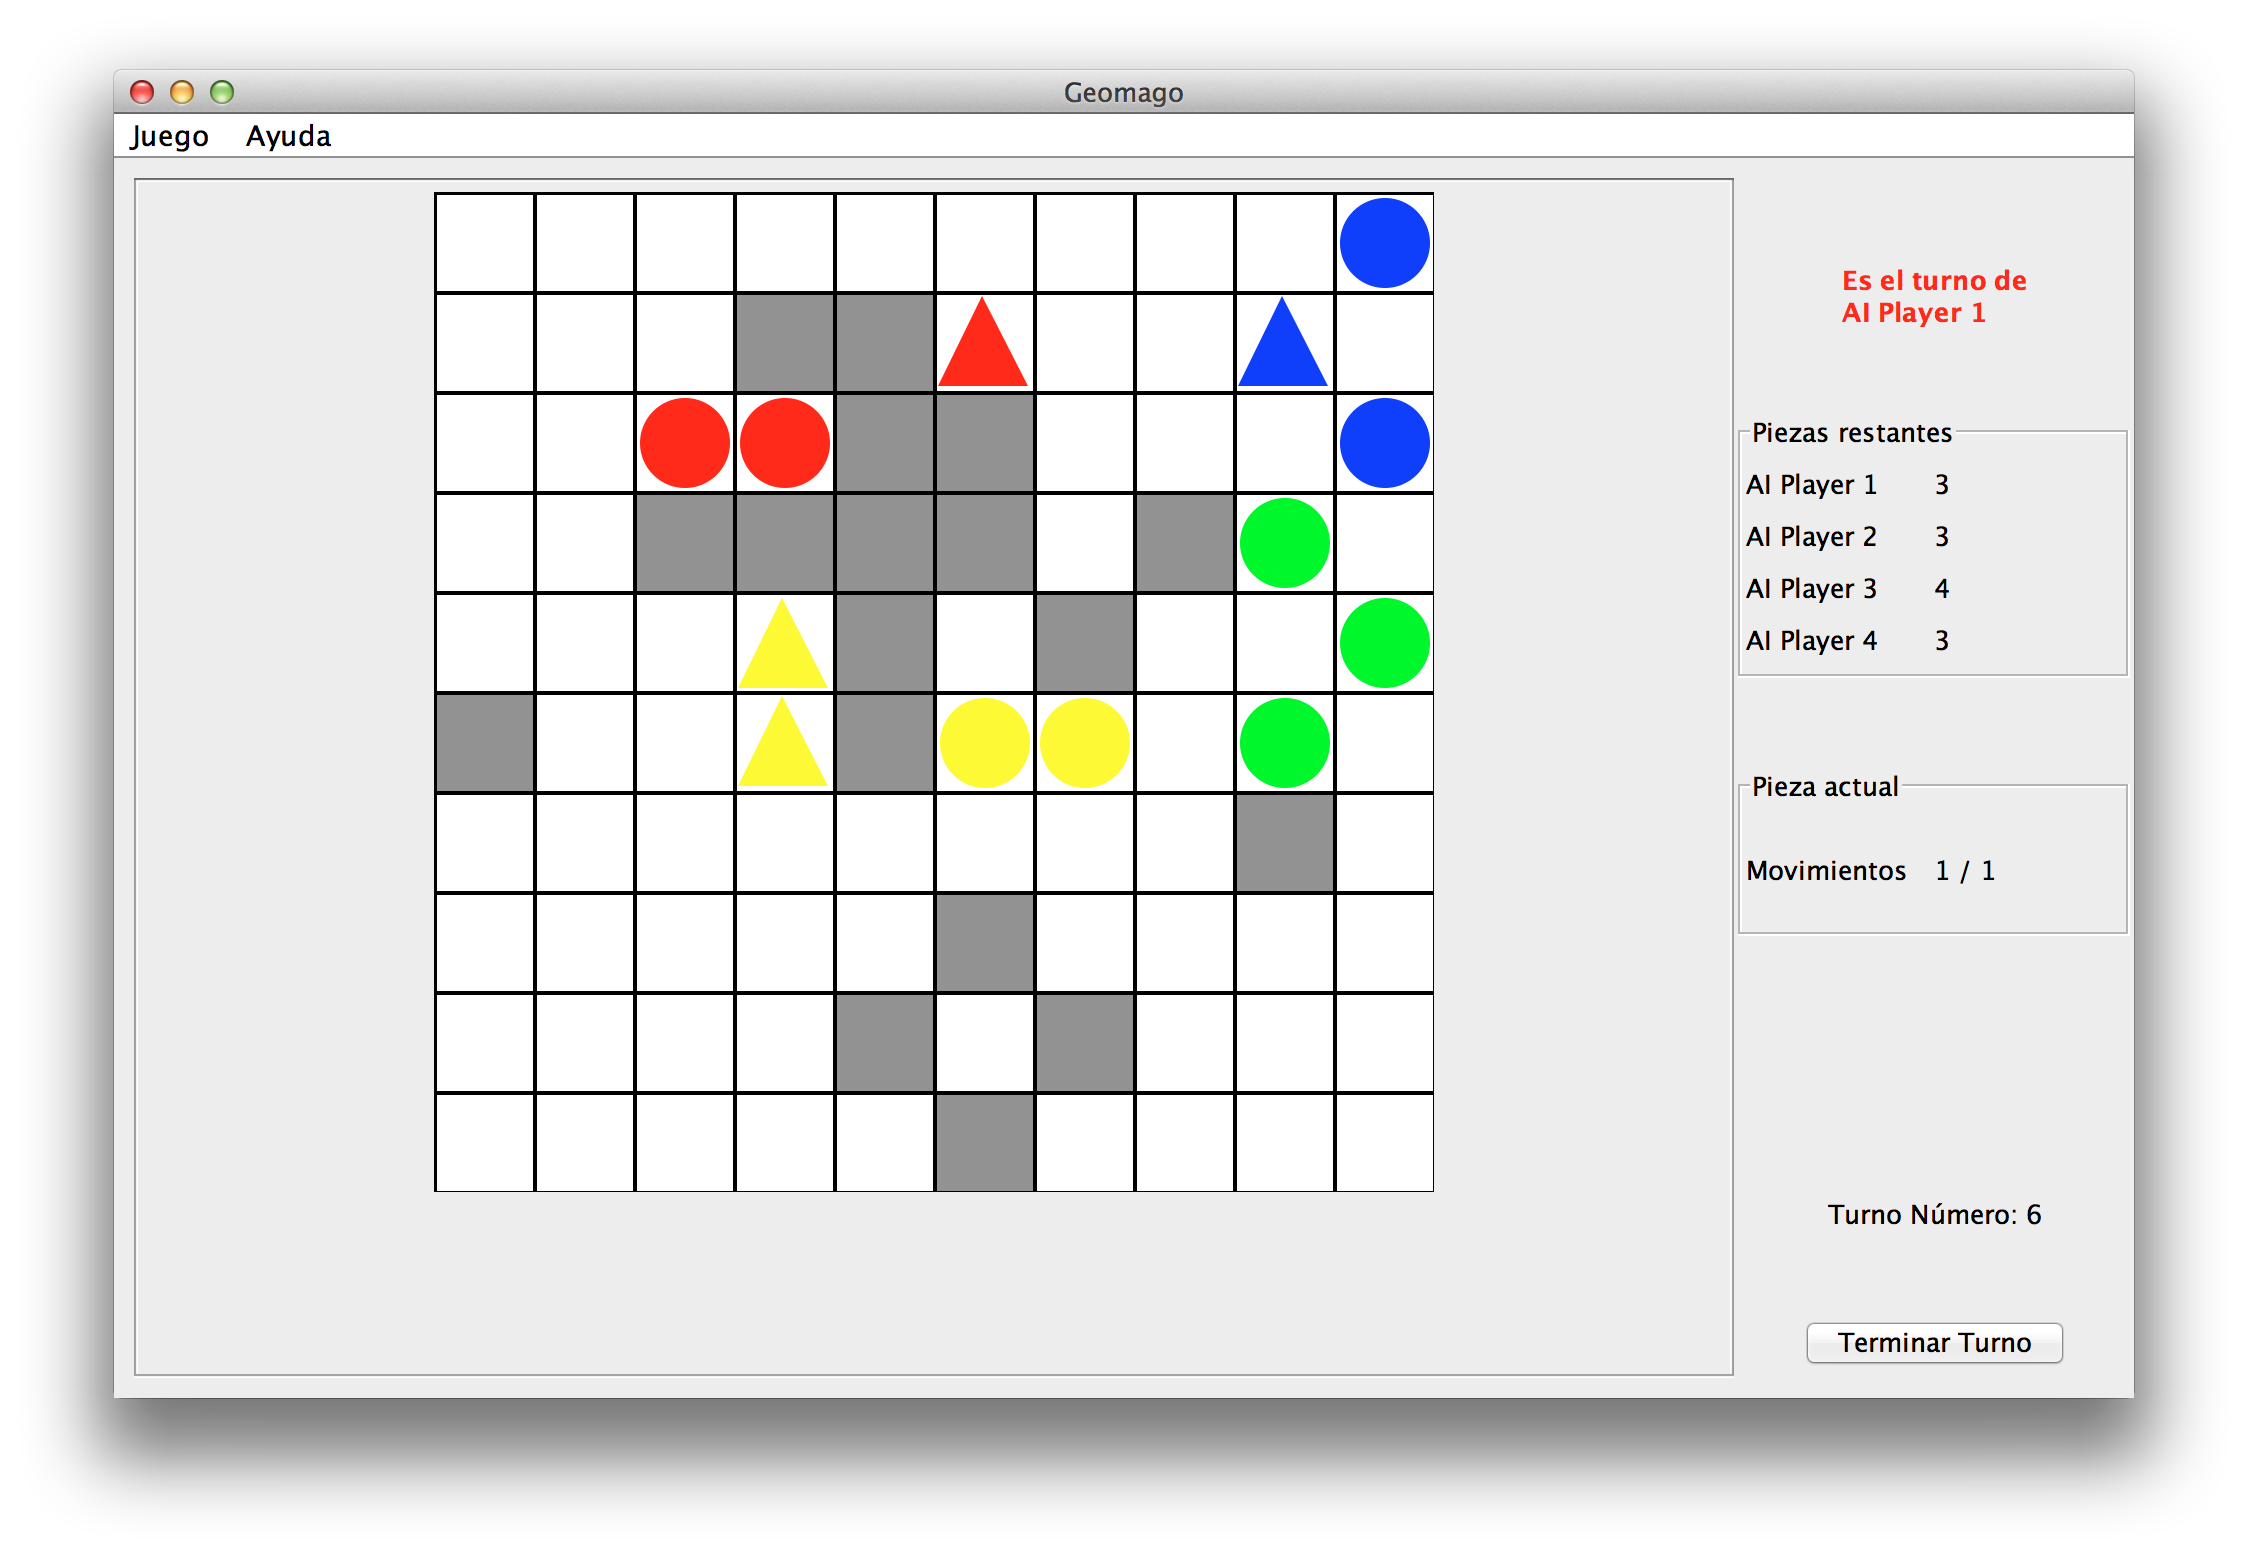 Geomago
Juego Ayuda
Es el turno de
AI Player 1
Piezas restantes
AI Player 1 3
AI Player 2 3
AI Player 3 4
AI Player 4 3
Pieza actual
Movimientos 1 / 1
Turno Número: 6
Terminar Turno